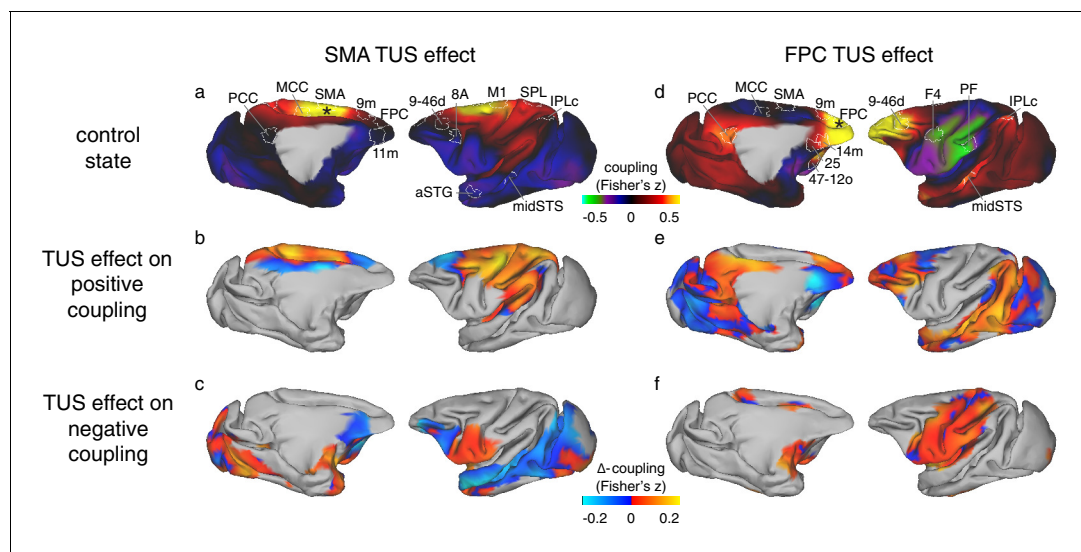 SMA TUS effect
FPC TUS effect
control
state
a
PCC
MCC
SMA
*
9m
FPC
11m
9-46d
8A
M1
SPL
IPLc
aSTG
midSTS
coupling
(Fisher's z)
-0.5 0 0.5
d
PCC
MCC
SMA
9m
FPC
*
14m
25
47-12o
9-46d
F4
PF
IPLc
midSTS
TUS effect on
positive
coupling
b
e
TUS effect on
negative
coupling
c
f
Δ-coupling
(Fisher's z)
-0.2 0 0.2